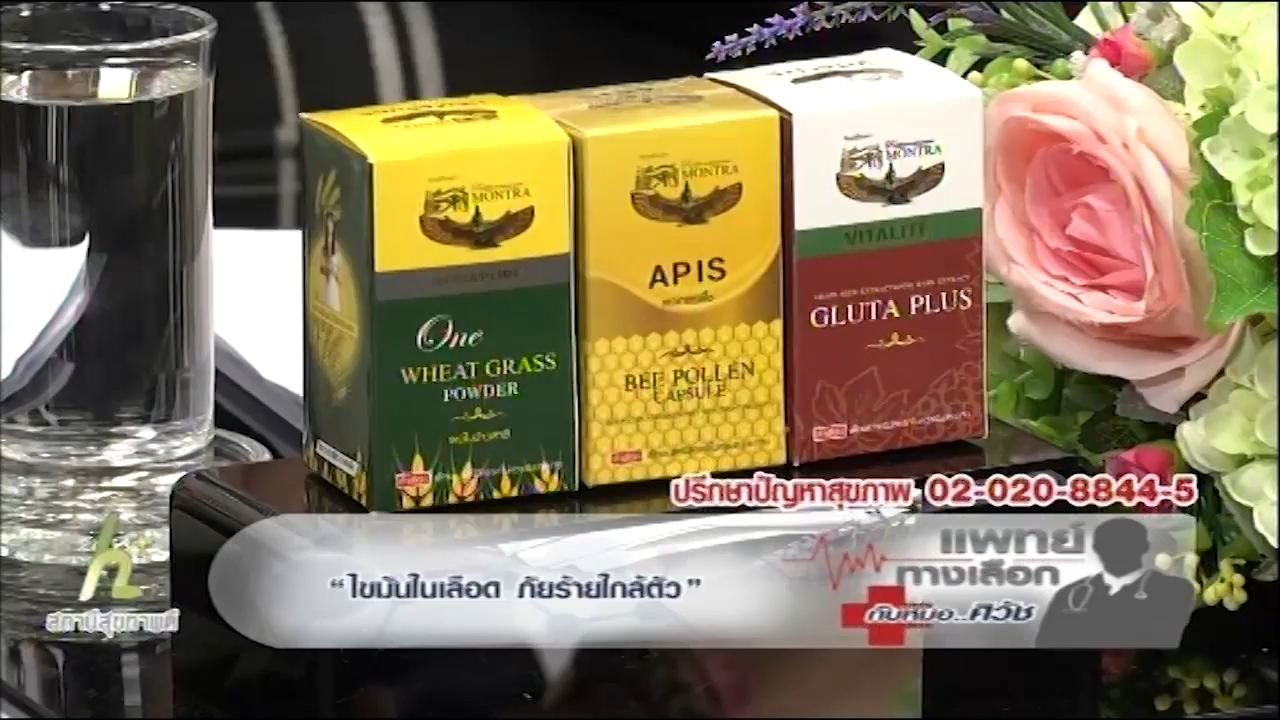 MONTRA
One
WHEAT GRASS
POWDER
MONTRA
APIS
BEE POLLEN
CAPSULE
MONTRA
VITALITE
GLUTA PLUS
ปรึกษาปัญหาสุขภาพ 02-020-8844-5
“ไขมันในเลือด ภัยร้ายใกล้ตัว”
แพทย์
ทางเลือก
กับหมอ..ศวัช
สถานีสุขภาพดี